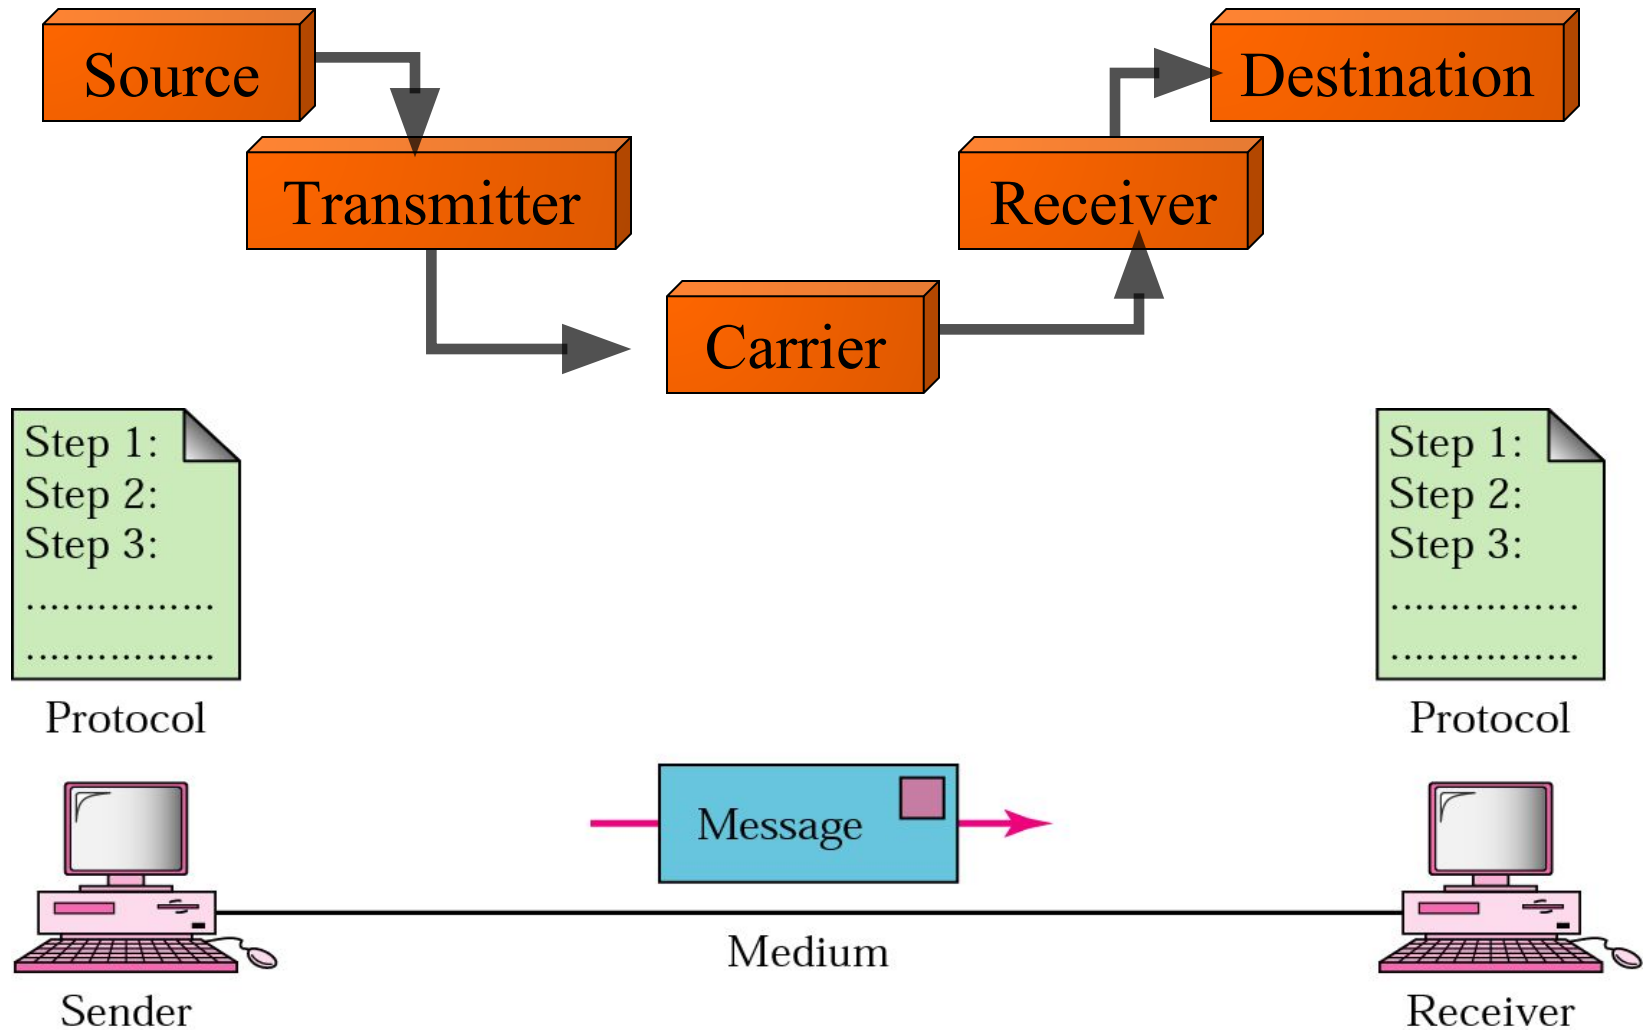 Source
Destination
Transmitter
Receiver
Carrier
Step 1:
Step 2:
Step 3:
................
................
Protocol
Step 1:
Step 2:
Step 3:
................
................
Protocol
Message
Medium
Sender
Receiver